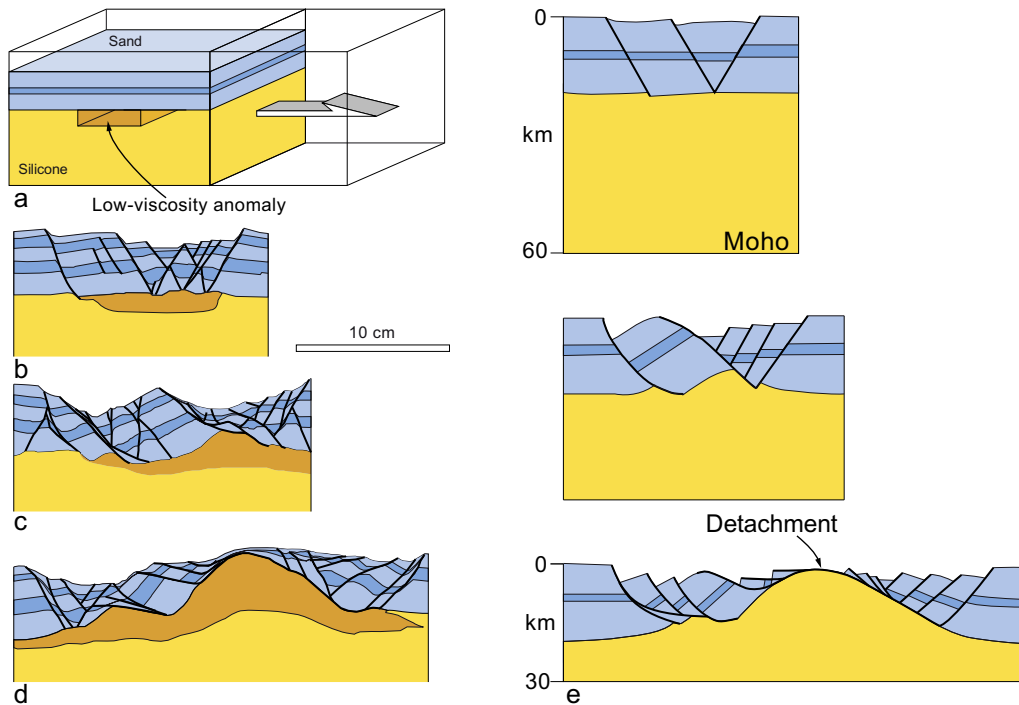 Sand
Silicone
a
Low-viscosity anomaly
b
10 cm
c
d
0
km
60
Moho
Detachment
0
km
30
e